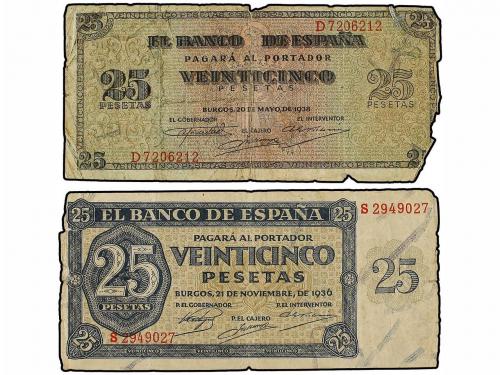 25 25
D7206212
EL BANCO DE ESPAÑA
PAGARÁ AL PORTADOR
25 VEINTICINCO 25
PESETAS PESETAS PESETAS
BURGOS, 20 DE MAYO, DE 1938
EL GOBERNADOR EL CAJERO EL INTERVENTOR
D7206212
25 2
25 EL BANCO DE ESPAÑA 25 S 2949027
PAGARÁ AL PORTADOR
25 VEINTICINCO 25
PESETAS PESETAS
BURGOS, 21 DE NOVIEMBRE, DE 1936
P. EL GOBERNADOR P. EL CAJERO P. EL INTERVENTOR
S 2949027
25 VEINTICINCO VEINTICINCO 25